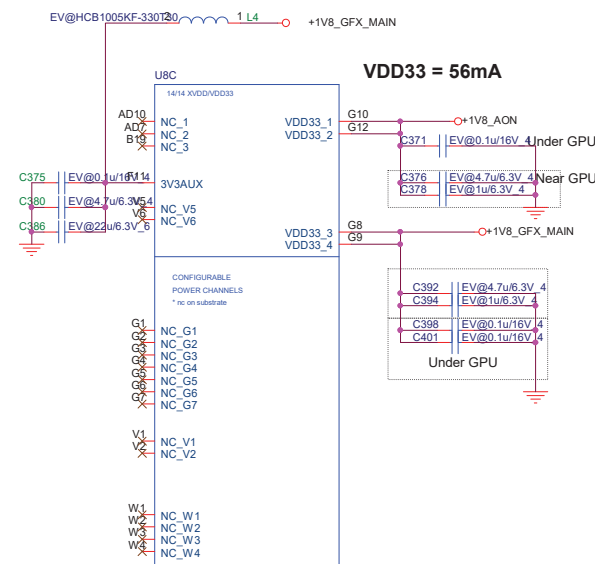 EV@HCB1005KF-330T30 2 1 L4 +1V8_GFX_MAIN
U8C
VDD33 = 56mA
14/14 XVDD/VDD33
AD10 NC_1
AD7 NC_2
B19 NC_3
VDD33_1 G10 +1V8_AON
VDD33_2 G12
C371 EV@0.1u/16V_4 Under GPU
C376 EV@4.7u/6.3V_4 Near GPU
C378 EV@1u/6.3V_4
C375 EV@0.1u/16V_4 F11 3V3AUX
C380 EV@4.7u/6.3V_4 V5 NC_V5
V6 NC_V6
C386 EV@22u/6.3V_6
VDD33_3 G8 +1V8_GFX_MAIN
VDD33_4 G9
CONFIGURABLE
POWER CHANNELS
* nc on substrate
C392 EV@4.7u/6.3V_4
C394 EV@1u/6.3V_4
C398 EV@0.1u/16V_4
C401 EV@0.1u/16V_4
Under GPU
G1 NC_G1
G2 NC_G2
G3 NC_G3
G4 NC_G4
G5 NC_G5
G6 NC_G6
G7 NC_G7
V1 NC_V1
V2 NC_V2
W1 NC_W1
W2 NC_W2
W3 NC_W3
W4 NC_W4